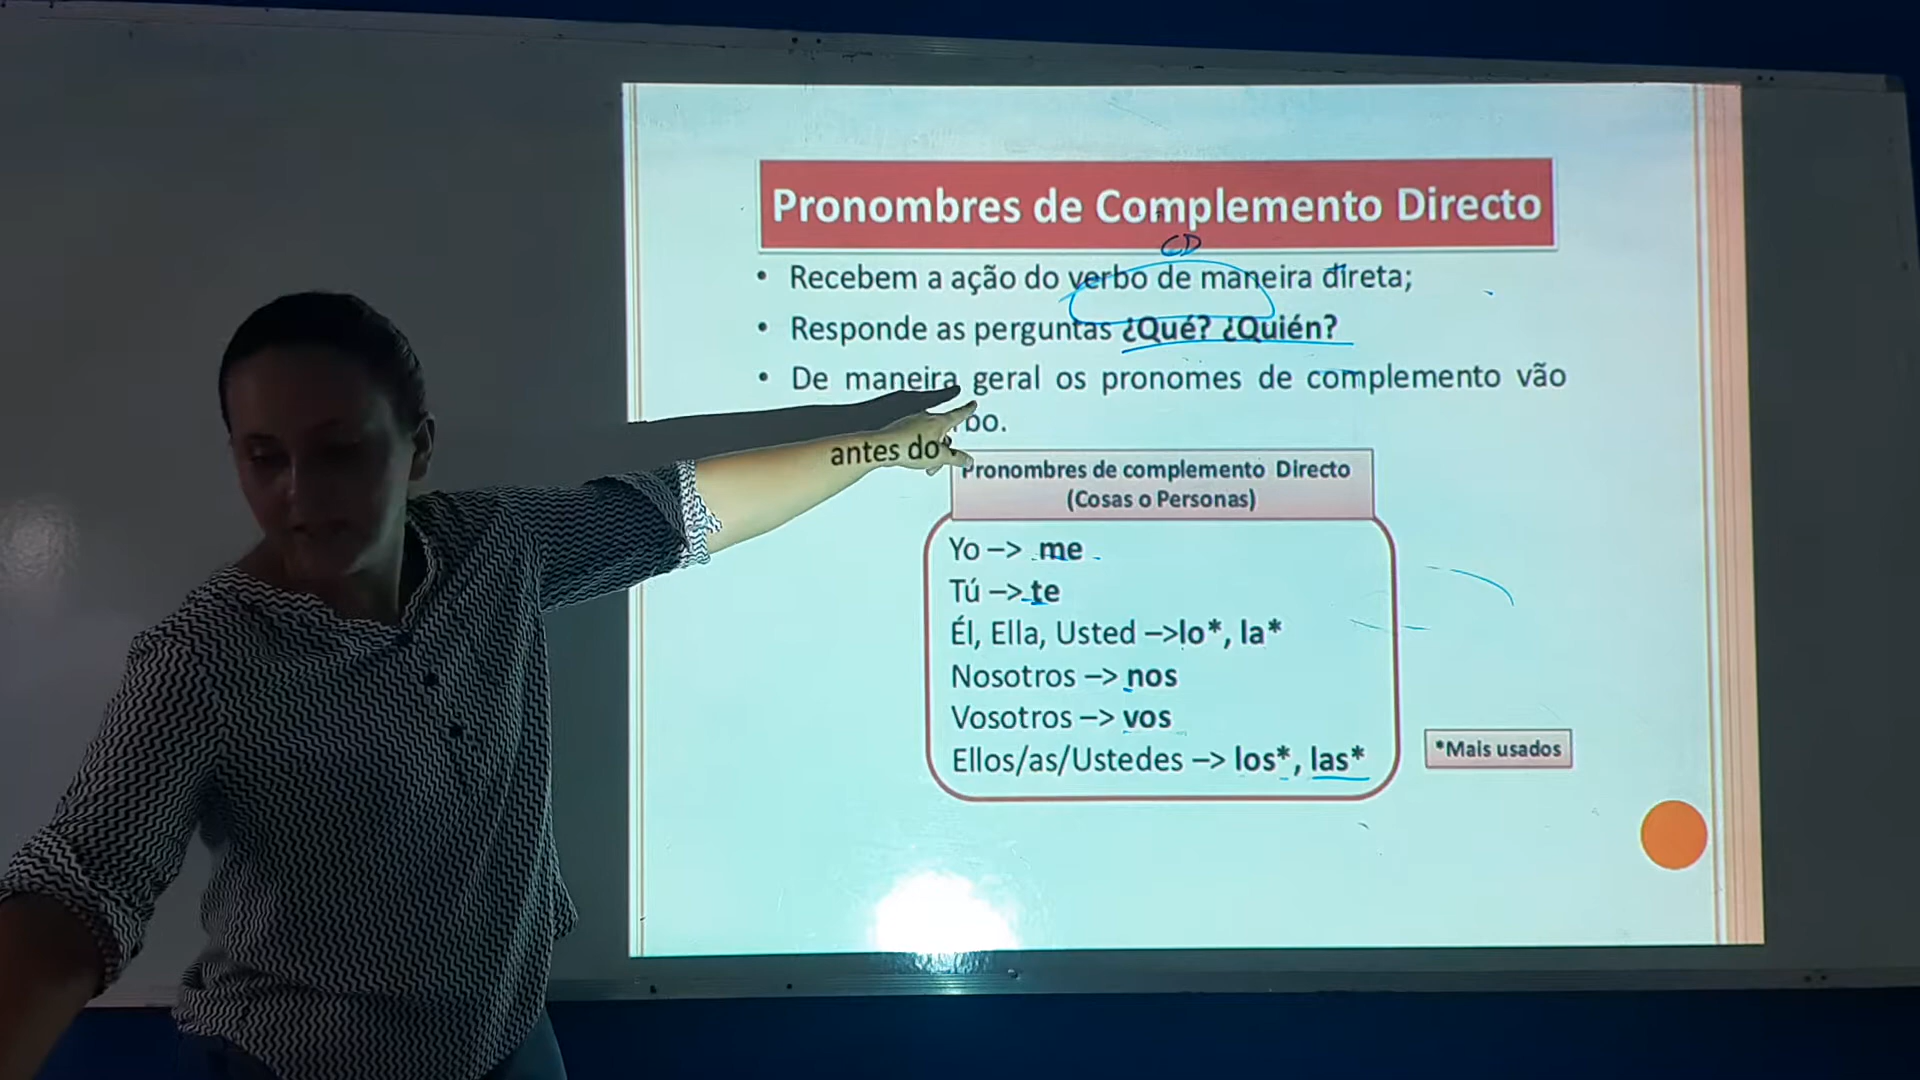 Pronombres de Complemento Directo
CD
• Recebem a ação do verbo de maneira direta;
• Responde as perguntas ¿Qué? ¿Quién?
• De maneira geral os pronomes de complemento vão
antes do
Pronombres de complemento Directo
(Cosas o Personas)
Yo –> me
Tú –> te
Él, Ella, Usted –>lo*, la*
Nosotros –> nos
Vosotros –> vos
Ellos/as/Ustedes –> los*, las*
*Mais usados